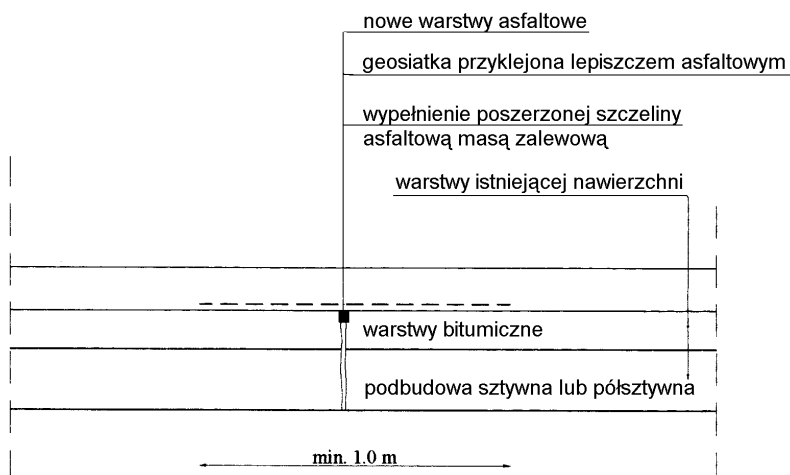 nowe warstwy asfaltowe
geosiatka przyklejona lepiszczem asfaltowym
wypełnienie poszerzonej szczeliny
asfaltową masą zalewową
warstwy istniejącej nawierzchni
warstwy bitumiczne
podbudowa sztywna lub półsztywna
min. 1.0 m